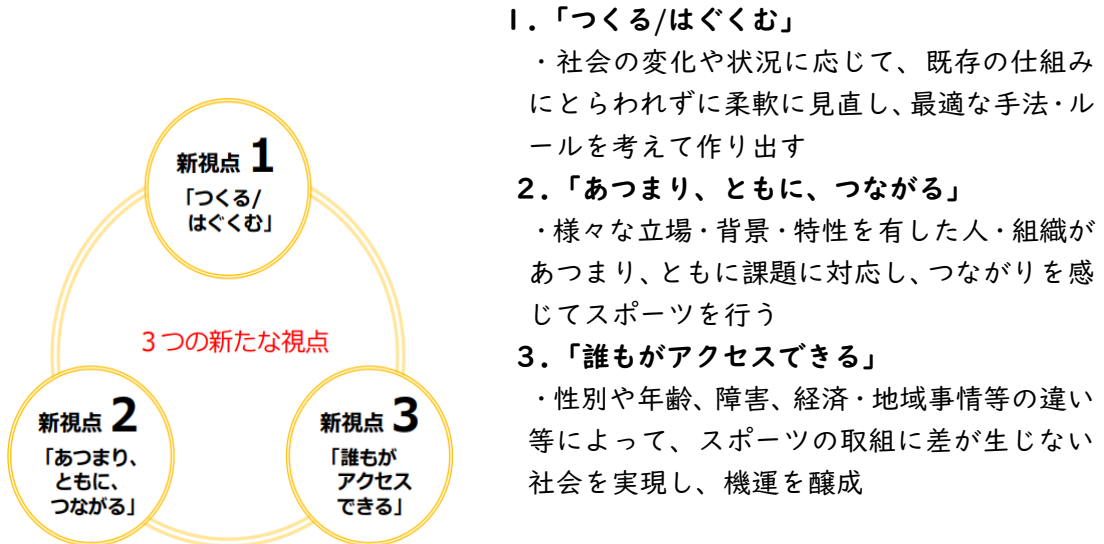 新視点 1
「つくる/
はぐくむ」
3つの新たな視点
新視点 2
「あつまり、
ともに、
つながる」
新視点 3
「誰もが
アクセス
できる」
1.「つくる/はぐくむ」
・社会の変化や状況に応じて、既存の仕組み
にとらわれずに柔軟に見直し、最適な手法・ル
ールを考えて作り出す
2.「あつまり、ともに、つながる」
・様々な立場・背景・特性を有した人・組織が
あつまり、ともに課題に対応し、つながりを感
じてスポーツを行う
3.「誰もがアクセスできる」
・性別や年齢、障害、経済・地域事情等の違い
等によって、スポーツの取組に差が生じない
社会を実現し、機運を醸成